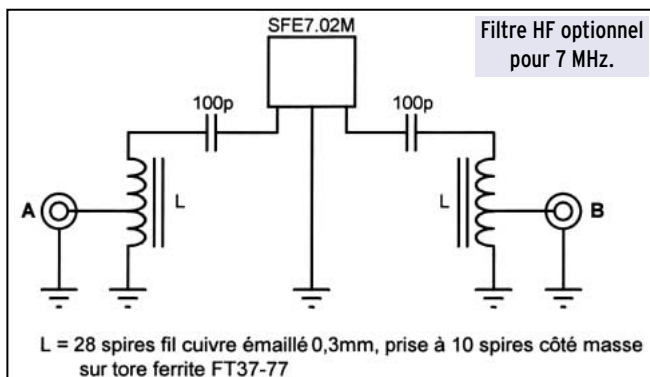 SFE7.02M
Filtre HF optionnel
pour 7 MHz.
100p
100p
A
L
L
B
L = 28 spires fil cuivre émaillé 0,3mm, prise à 10 spires côté masse
sur tore ferrite FT37-77